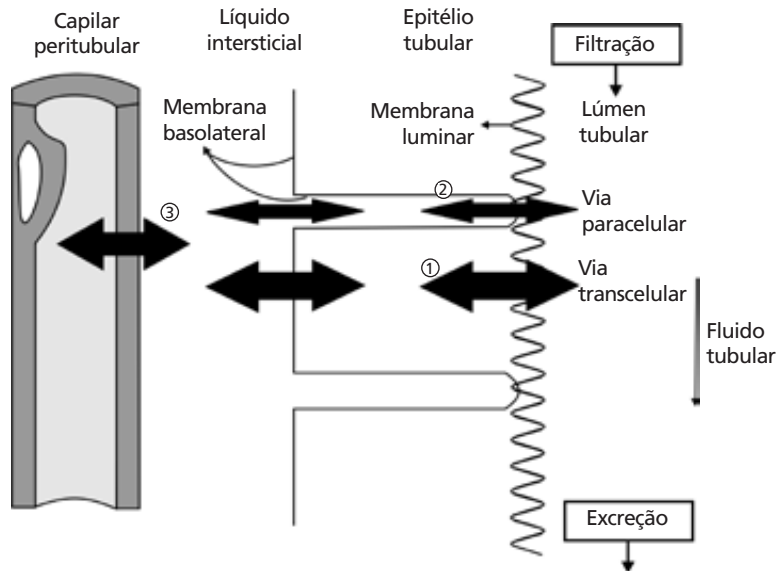 Capilar
peritubular
Líquido
intersticial
Epitélio
tubular
Filtração
Membrana
basolateral
Membrana
luminar
Lúmen
tubular
②
Via
paracelular
③
①
Via
transcelular
Fluido
tubular
Excreção